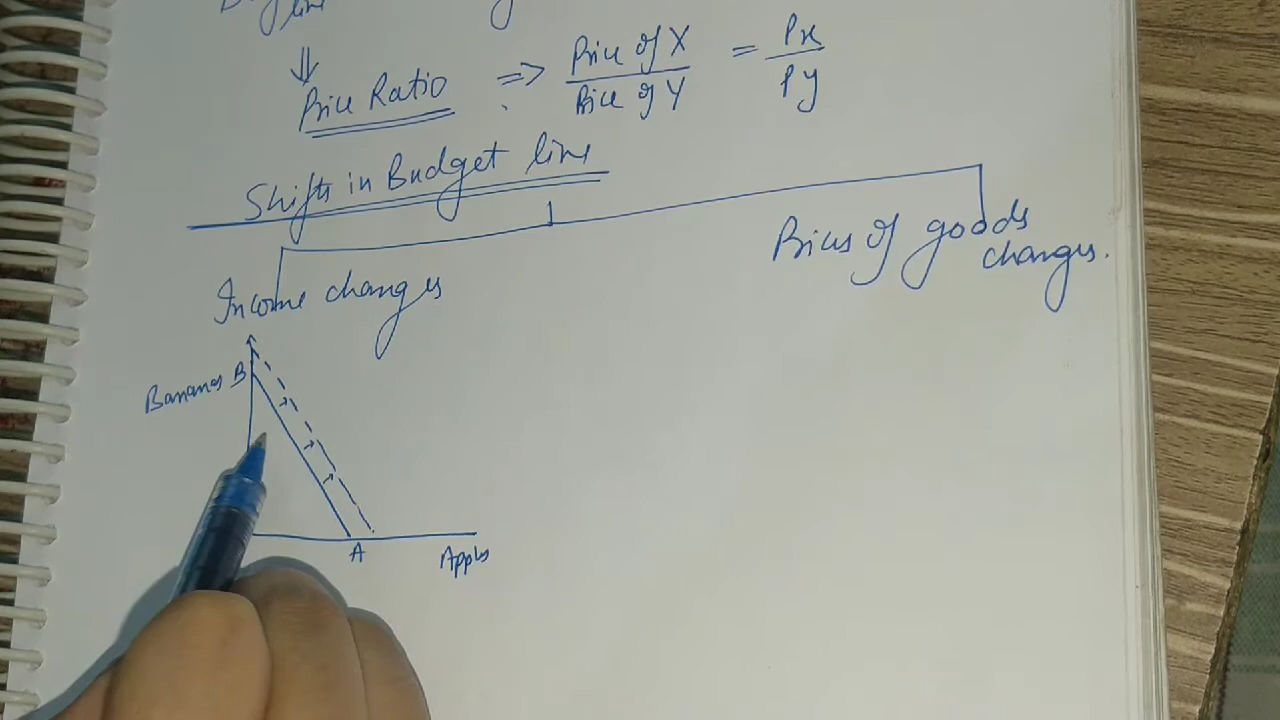 line
⇓
Price Ratio => Price of X / Price of Y = Px / Py
Shifts in Budget line
Income changes
Prices of goods
changes.
Bananas B
A
Apples